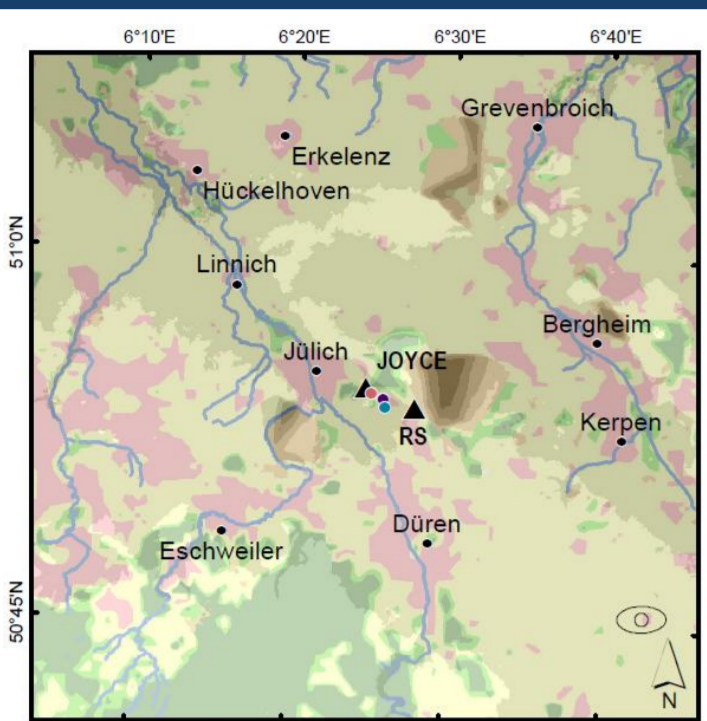 6°10'E 6°20'E 6°30'E 6°40'E
Grevenbroich
Erkelenz
Hückelhoven
51°0'N
Linnich
Bergheim
Jülich JOYCE
Kerpen
RS
Düren
Eschweiler
50°45'N
N